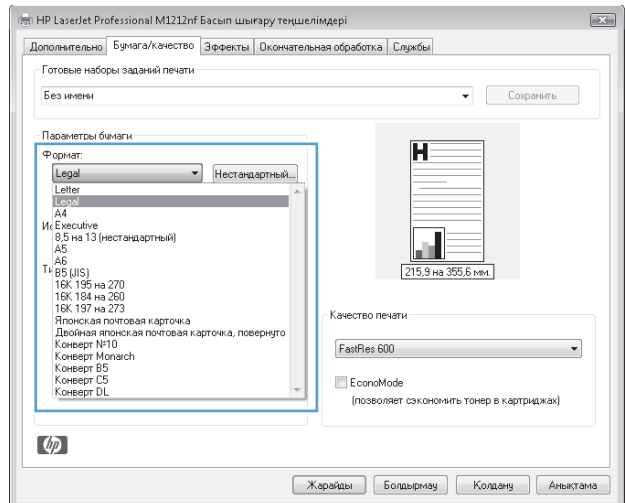 HP LaserJet Professional M1212nf Басып шығару теңшелімдері
Дополнительно Бумага/качество Эффекты Окончательная обработка Службы
Готовые наборы заданий печати
Без имени Сохранить
Параметры бумаги
Формат:
Legal Нестандартный...
Letter
Legal
A4
Executive
8,5 на 13 (нестандартный)
A5
A6
B5 (JIS)
16K 195 на 270
16K 184 на 260
16K 197 на 273
Японская почтовая карточка
Двойная японская почтовая карточка, повернуто
Конверт №10
Конверт Monarch
Конверт B5
Конверт C5
Конверт DL
H
215,9 на 355,6 мм.
Качество печати
FastRes 600
EconoMode
(позволяет сэкономить тонер в картриджах)
hp
Жарайды Болдырмау Қолдану Анықтама